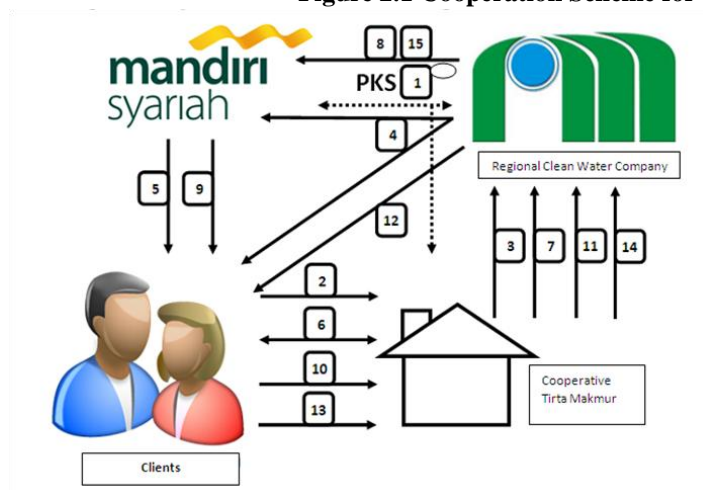 Figure 2.1 Cooperation Scheme for
mandiri
syariah
8 15
PKS 1
4
Regional Clean Water Company
5 9
12
3 7 11 14
2
6
10
13
Cooperative
Tirta Makmur
Clients